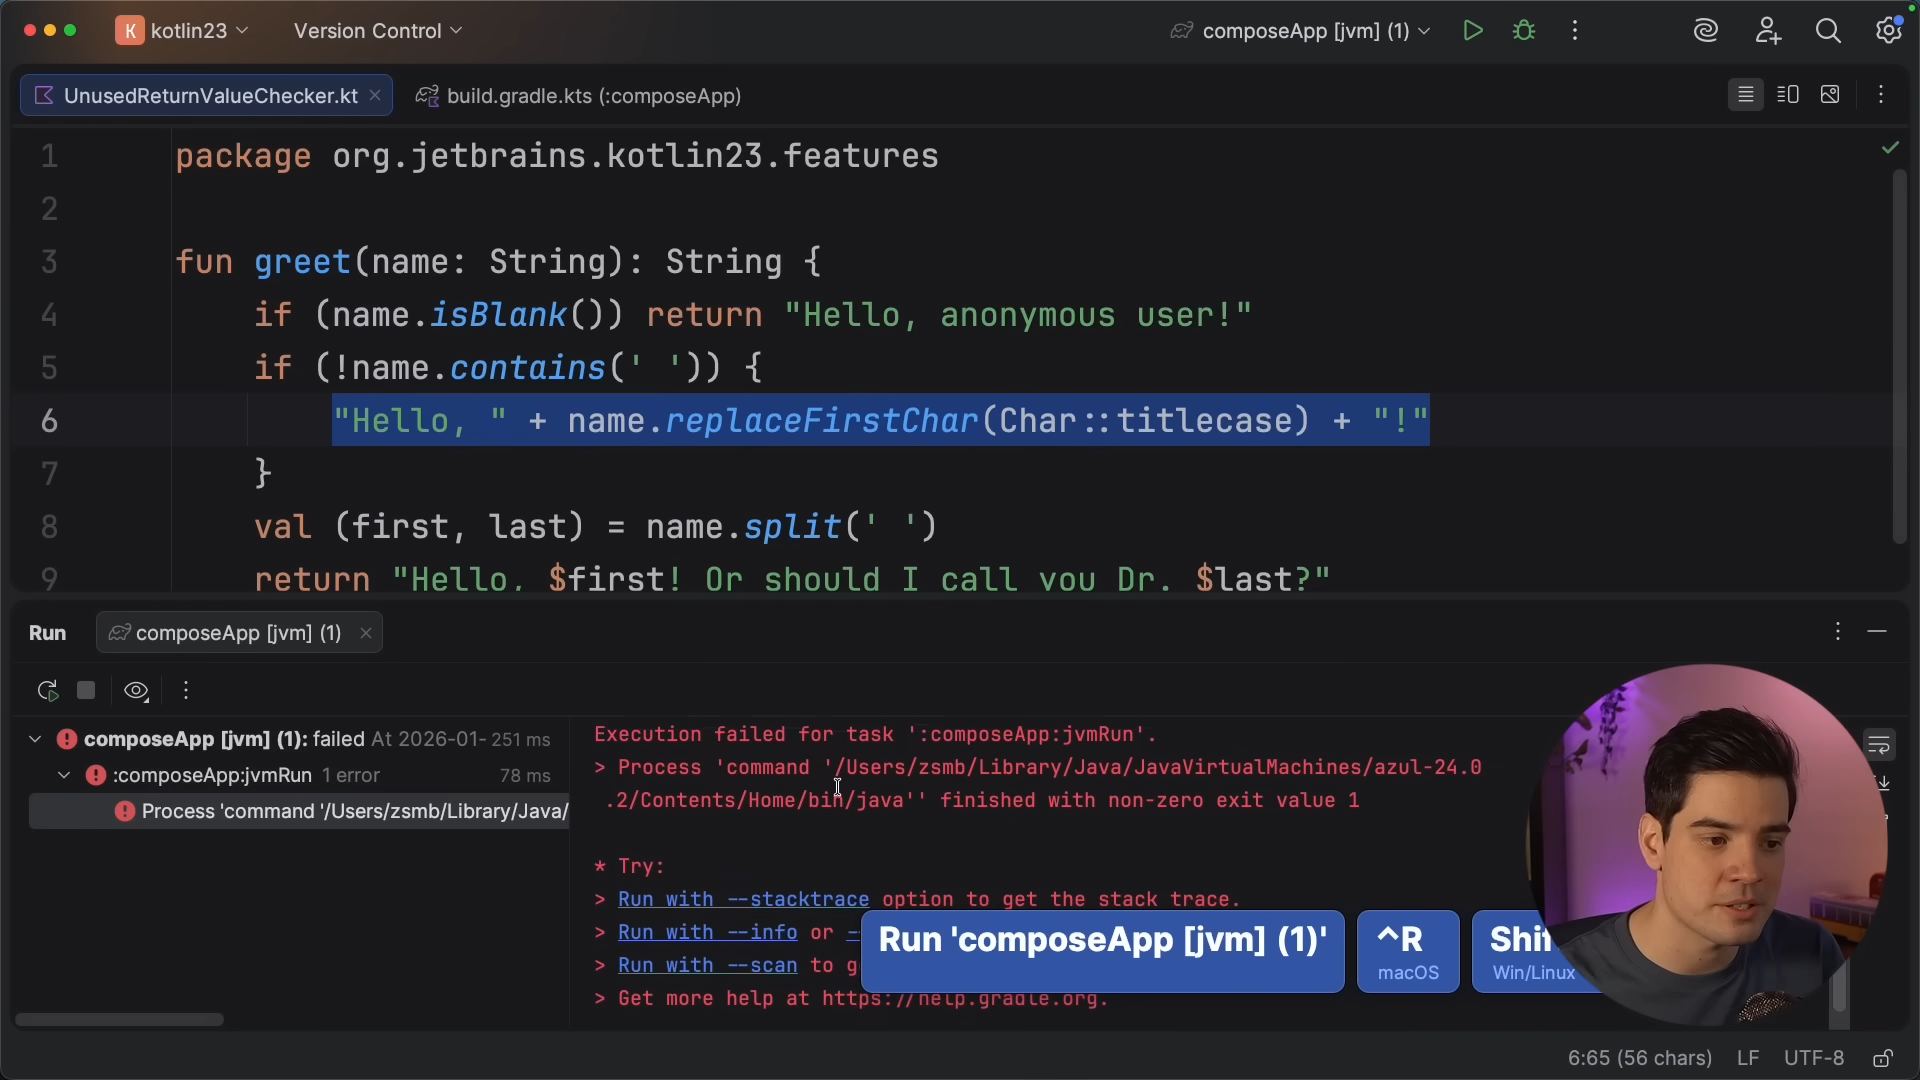 K kotlin23 Version Control composeApp [jvm] (1)
UnusedReturnValueChecker.kt build.gradle.kts (:composeApp)
1 package org.jetbrains.kotlin23.features
2
3 fun greet(name: String): String {
4 if (name.isBlank()) return "Hello, anonymous user!"
5 if (!name.contains(' ')) {
6 "Hello, " + name.replaceFirstChar(Char::titlecase) + "!"
7 }
8 val (first, last) = name.split(' ')
9 return "Hello, $first! Or should I call you Dr. $last?"
Run composeApp [jvm] (1)
composeApp [jvm] (1): failed At 2026-01- 251 ms
:composeApp:jvmRun 1 error 78 ms
Process 'command '/Users/zsmb/Library/Java/
Execution failed for task ':composeApp:jvmRun'.
> Process 'command '/Users/zsmb/Library/Java/JavaVirtualMachines/azul-24.0
.2/Contents/Home/bin/java'' finished with non-zero exit value 1
* Try:
> Run with --stacktrace option to get the stack trace.
> Run with --info or
> Run with --scan to
> Get more help at https://help.gradle.org.
Run 'composeApp [jvm] (1)'
^R
macOS
Win/Linux
6:65 (56 chars) LF UTF-8